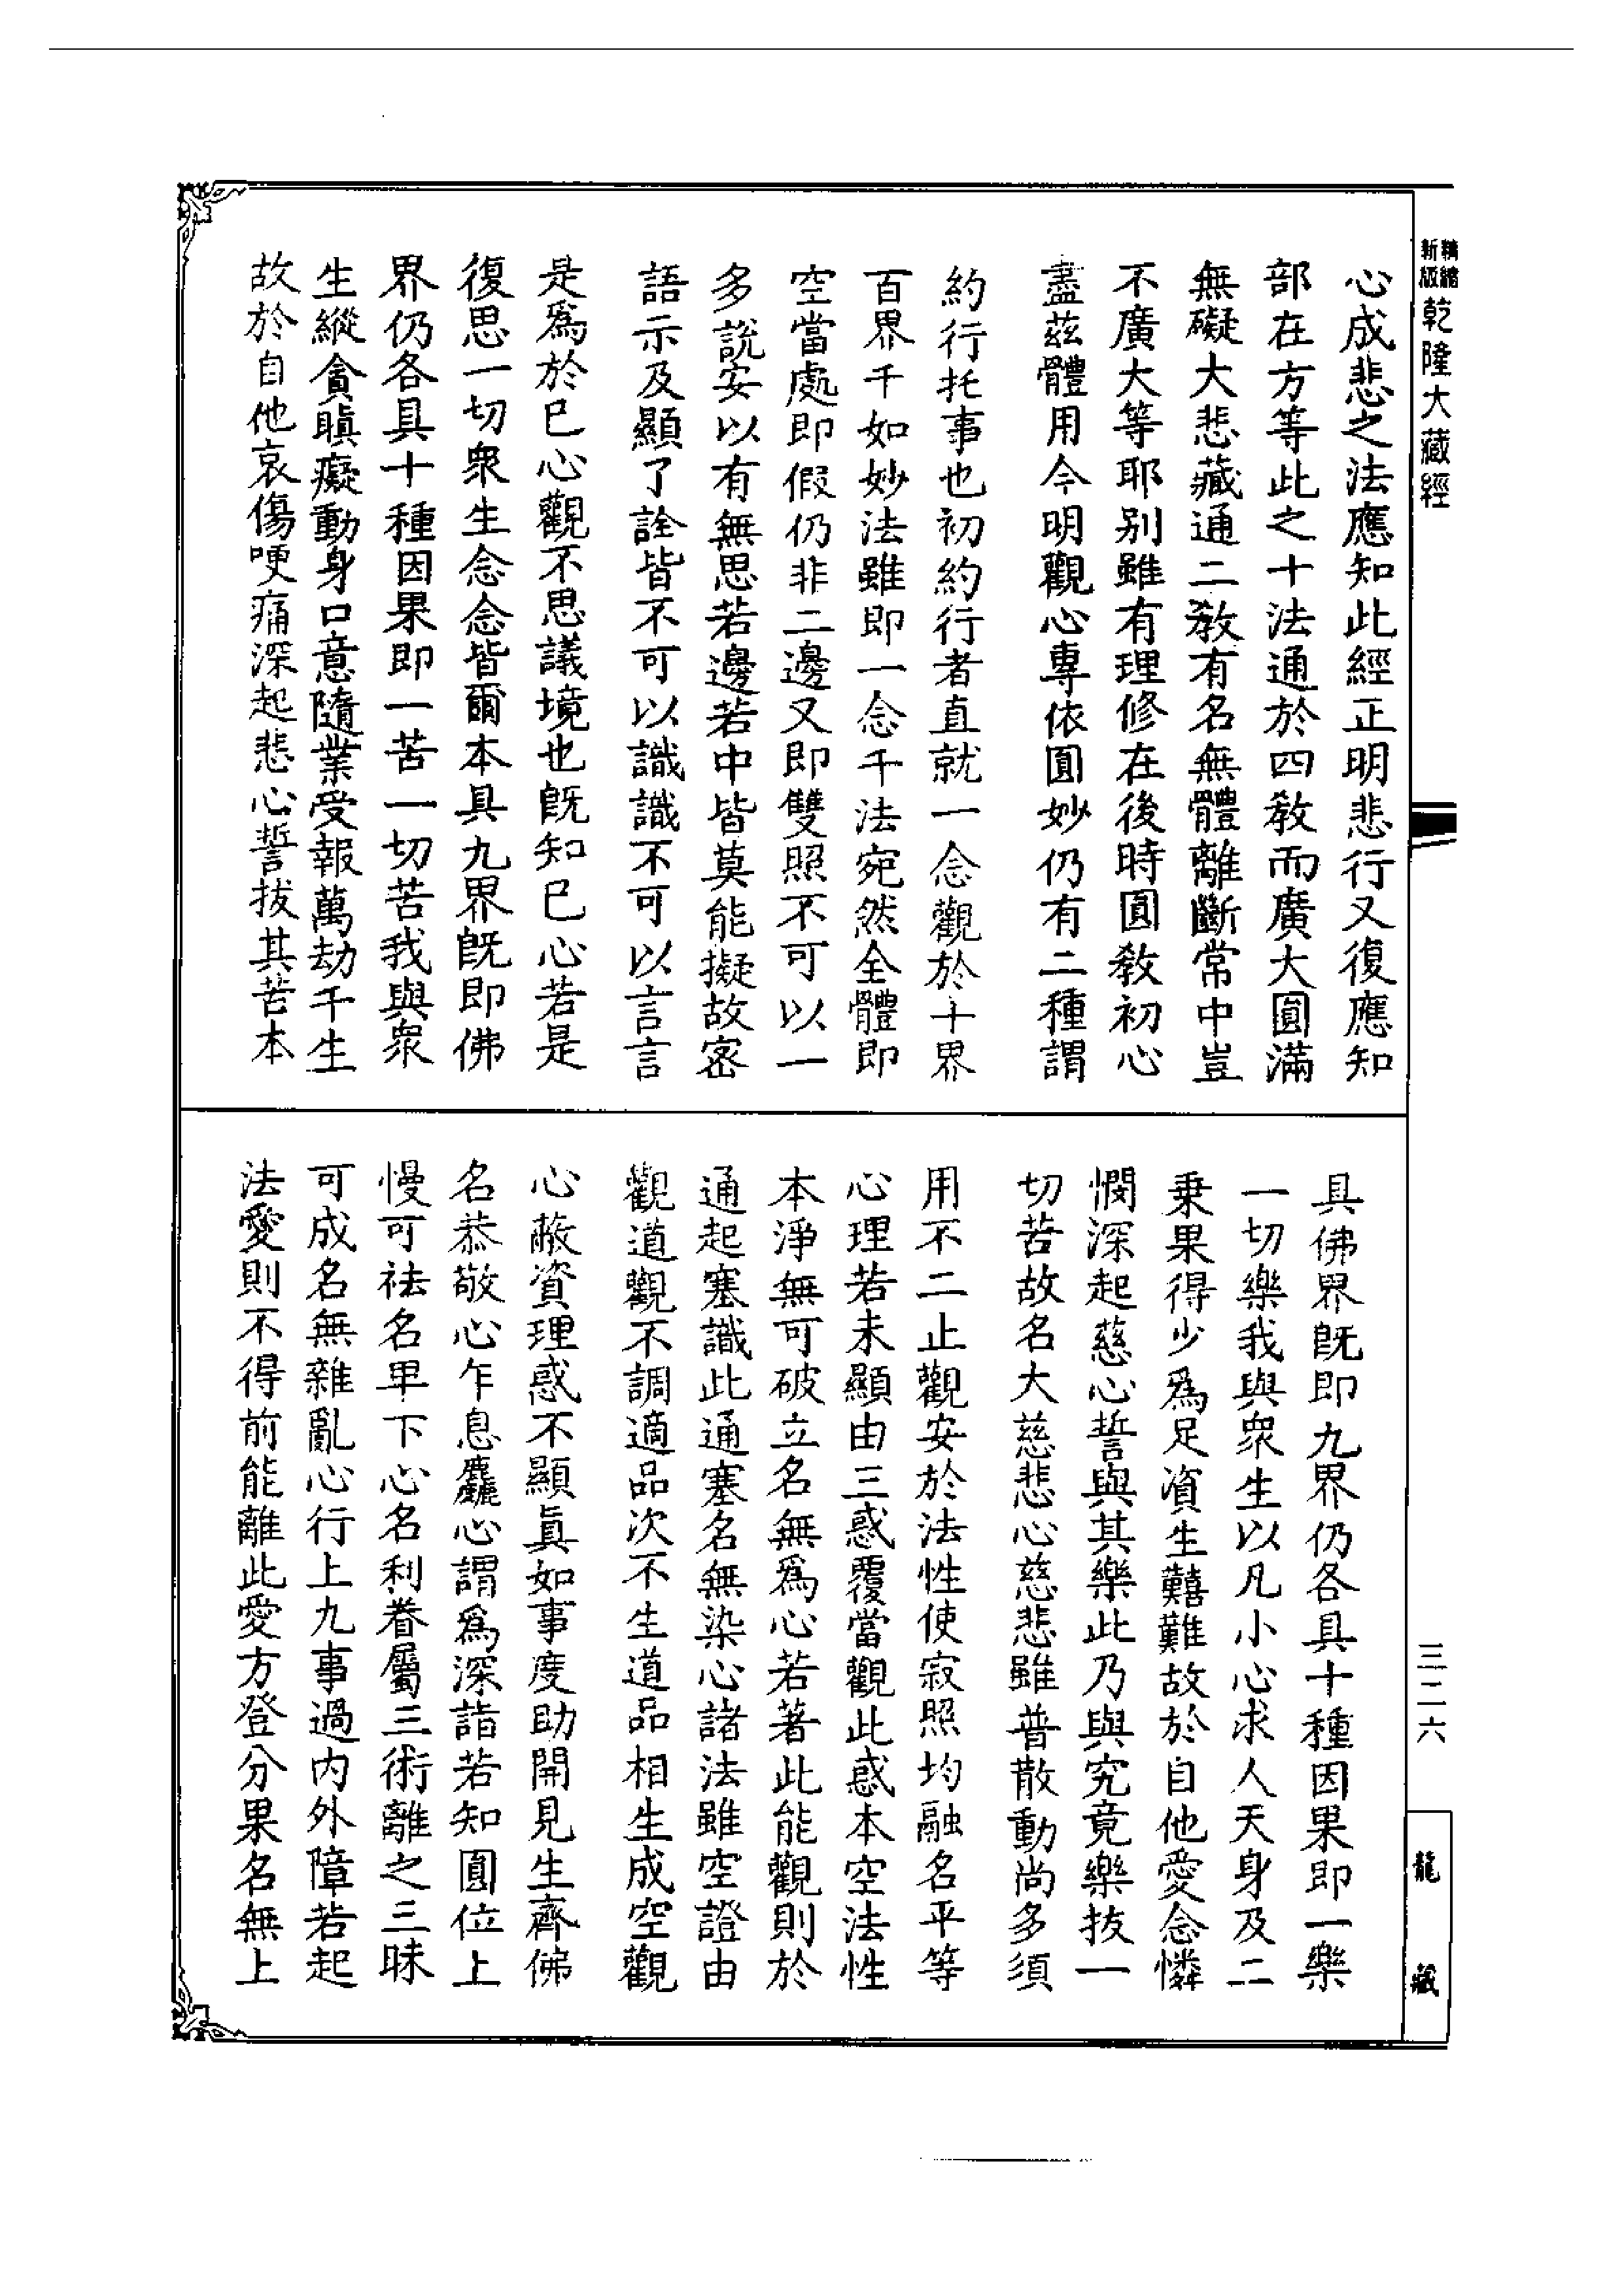 精縮
新版
乾隆大藏經
心成悲之法應知此經正明悲行又復應知
部在方等此之十法通於四教而廣大圓滿
無礙大悲藏通二教有名無體離斷常中豈
不廣大等耶别雖有理修在後時圓教初心
盡茲體用今明觀心專依圓妙仍有二種謂
約行托事也初約行者直就一念觀於十界
百界千如妙法雖即一念千法宛然全體即
空當處即假仍非二邊又即雙照不可以一
多說安以有無思若邊若中皆莫能擬故密
語示及顯了詮皆不可以識識不可以言言
是爲於已心觀不思議境也旣知已心若是
復思一切衆生念念皆爾本具九界旣即佛
界仍各具十種因果即一苦一切苦我與衆
生縱貪瞋癡動身口意隨業受報萬劫千生
故於自他哀傷哽痛深起悲心誓拔其苦本
具佛界旣即九界仍各具十種因果即一樂
一切樂我與衆生以凡小心求人天身及二
乗果得少爲足資生囏難故於自他愛念憐
憫深起慈心誓與其樂此乃與究竟樂拔一
切苦故名大慈悲心慈悲雖普散動尚多須
用不二止觀安於法性使寂照均融名平等
心理若未顯由三惑覆當觀此惑本空法性
本淨無可破立名無爲心若著此能觀則於
通起塞識此通塞名無染心諸法雖空證由
觀道觀不調適品次不生道品相生成空觀
心蔽資理惑不顯眞如事度助開見生齊佛
名恭敬心乍息麤心謂爲深詣若知圓位上
慢可祛名卑下心名利眷屬三術離之三昧
可成名無雜亂心行上九事過内外障若起
法愛則不得前能離此愛方登分果名無上
三二六
龍藏